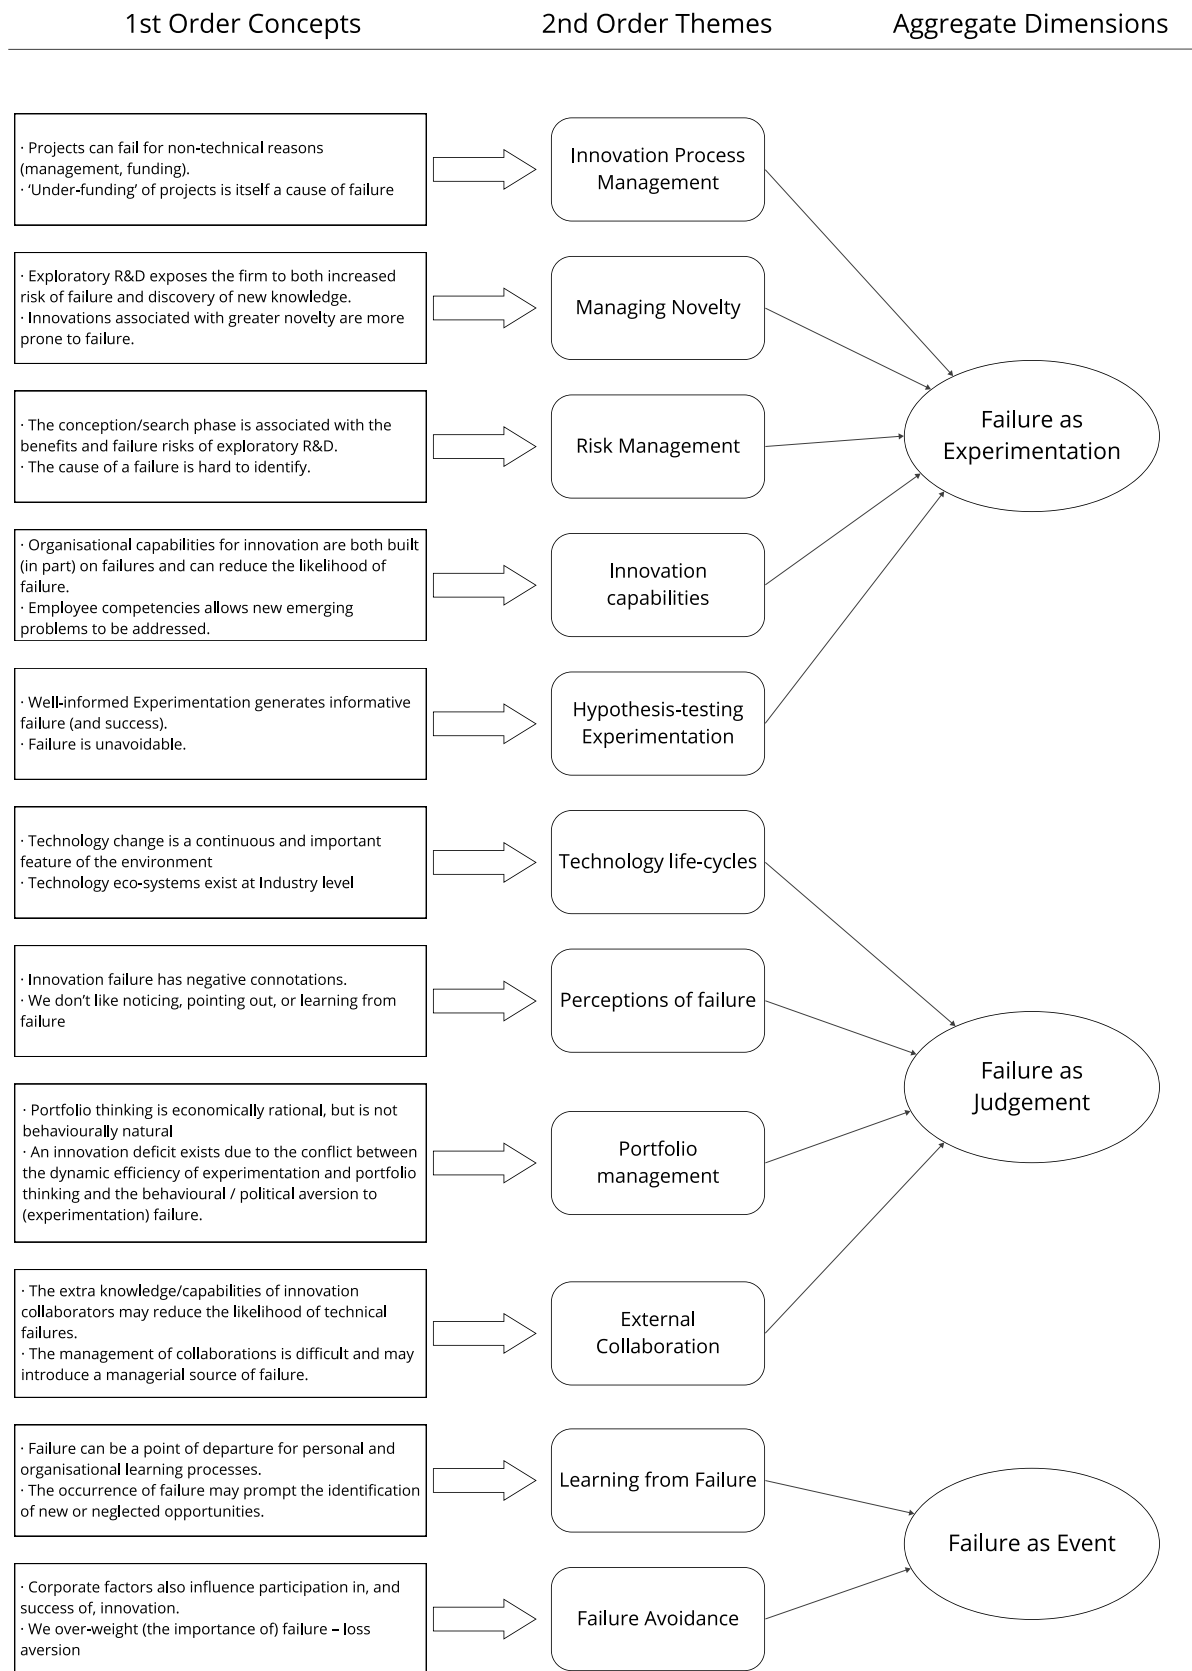 1st Order Concepts
2nd Order Themes
Aggregate Dimensions
· Projects can fail for non-technical reasons
(management, funding).
· ‘Under-funding’ of projects is itself a cause of failure
Innovation Process
Management
· Exploratory R&D exposes the firm to both increased
risk of failure and discovery of new knowledge.
· Innovations associated with greater novelty are more
prone to failure.
Managing Novelty
· The conception/search phase is associated with the
benefits and failure risks of exploratory R&D.
· The cause of a failure is hard to identify.
Risk Management
Failure as
Experimentation
· Organisational capabilities for innovation are both built
(in part) on failures and can reduce the likelihood of
failure.
· Employee competencies allows new emerging
problems to be addressed.
Innovation
capabilities
· Well-informed Experimentation generates informative
failure (and success).
· Failure is unavoidable.
Hypothesis-testing
Experimentation
· Technology change is a continuous and important
feature of the environment
· Technology eco-systems exist at Industry level
Technology life-cycles
· Innovation failure has negative connotations.
· We don’t like noticing, pointing out, or learning from
failure
Perceptions of failure
Failure as
Judgement
· Portfolio thinking is economically rational, but is not
behaviourally natural
· An innovation deficit exists due to the conflict between
the dynamic efficiency of experimentation and portfolio
thinking and the behavioural / political aversion to
(experimentation) failure.
Portfolio
management
· The extra knowledge/capabilities of innovation
collaborators may reduce the likelihood of technical
failures.
· The management of collaborations is difficult and may
introduce a managerial source of failure.
External
Collaboration
· Failure can be a point of departure for personal and
organisational learning processes.
· The occurrence of failure may prompt the identification
of new or neglected opportunities.
Learning from Failure
Failure as Event
· Corporate factors also influence participation in, and
success of, innovation.
· We over-weight (the importance of) failure – loss
aversion
Failure Avoidance